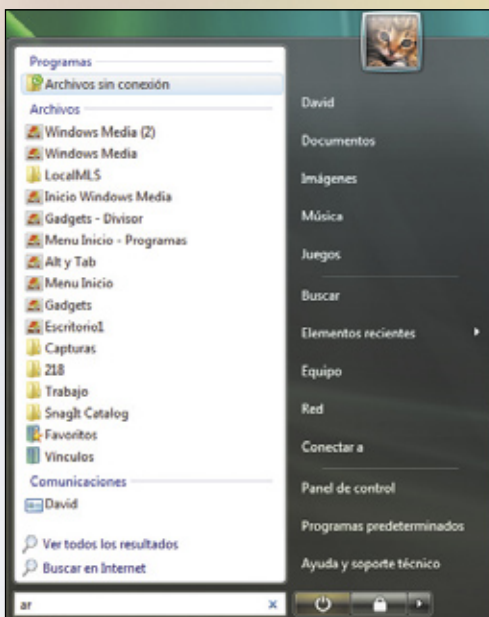 Programas
Archivos sin conexión
Archivos
Windows Media (2)
Windows Media
LocalMLS
Inicio Windows Media
Gadgets - Divisor
Menu Inicio - Programas
Alt y Tab
Menu Inicio
Gadgets
Escritorio1
Capturas
218
Trabajo
SnagIt Catalog
Favoritos
Vínculos
Comunicaciones
David
Ver todos los resultados
Buscar en Internet
ar
David
Documentos
Imágenes
Música
Juegos
Buscar
Elementos recientes
Equipo
Red
Conectar a
Panel de control
Programas predeterminados
Ayuda y soporte técnico